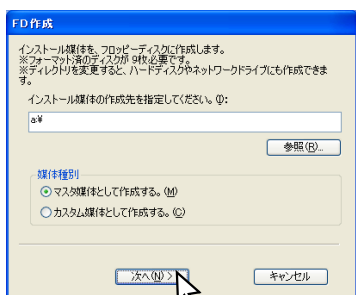 FD作成
インストール媒体を、フロッピーディスクに作成します。
※フォーマット済のディスクが 9枚必要です。
※ディレクトリを変更すると、ハードディスクやネットワークドライブにも作成できま
す。
インストール媒体の作成先を指定してください。(I):
a:¥
参照(R)...
媒体種別
マスタ媒体として作成する。(M)
カスタム媒体として作成する。(C)
次へ(N) >
キャンセル